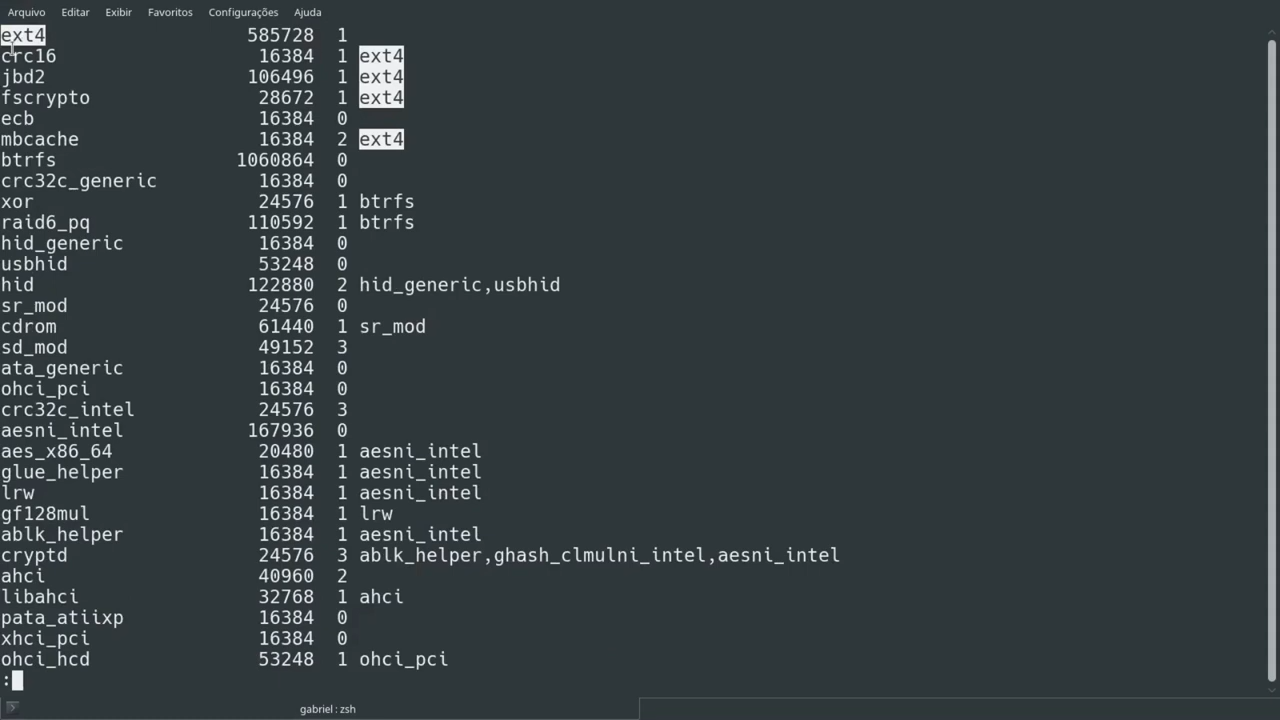 Arquivo Editar Exibir Favoritos Configurações Ajuda
ext4 585728 1
crc16 16384 1 ext4
jbd2 106496 1 ext4
fscrypto 28672 1 ext4
ecb 16384 0
mbcache 16384 2 ext4
btrfs 1060864 0
crc32c_generic 16384 0
xor 24576 1 btrfs
raid6_pq 110592 1 btrfs
hid_generic 16384 0
usbhid 53248 0
hid 122880 2 hid_generic,usbhid
sr_mod 24576 0
cdrom 61440 1 sr_mod
sd_mod 49152 3
ata_generic 16384 0
ohci_pci 16384 0
crc32c_intel 24576 3
aesni_intel 167936 0
aes_x86_64 20480 1 aesni_intel
glue_helper 16384 1 aesni_intel
lrw 16384 1 aesni_intel
gf128mul 16384 1 lrw
ablk_helper 16384 1 aesni_intel
cryptd 24576 3 ablk_helper,ghash_clmulni_intel,aesni_intel
ahci 40960 2
libahci 32768 1 ahci
pata_atiixp 16384 0
xhci_pci 16384 0
ohci_hcd 53248 1 ohci_pci
:
gabriel : zsh